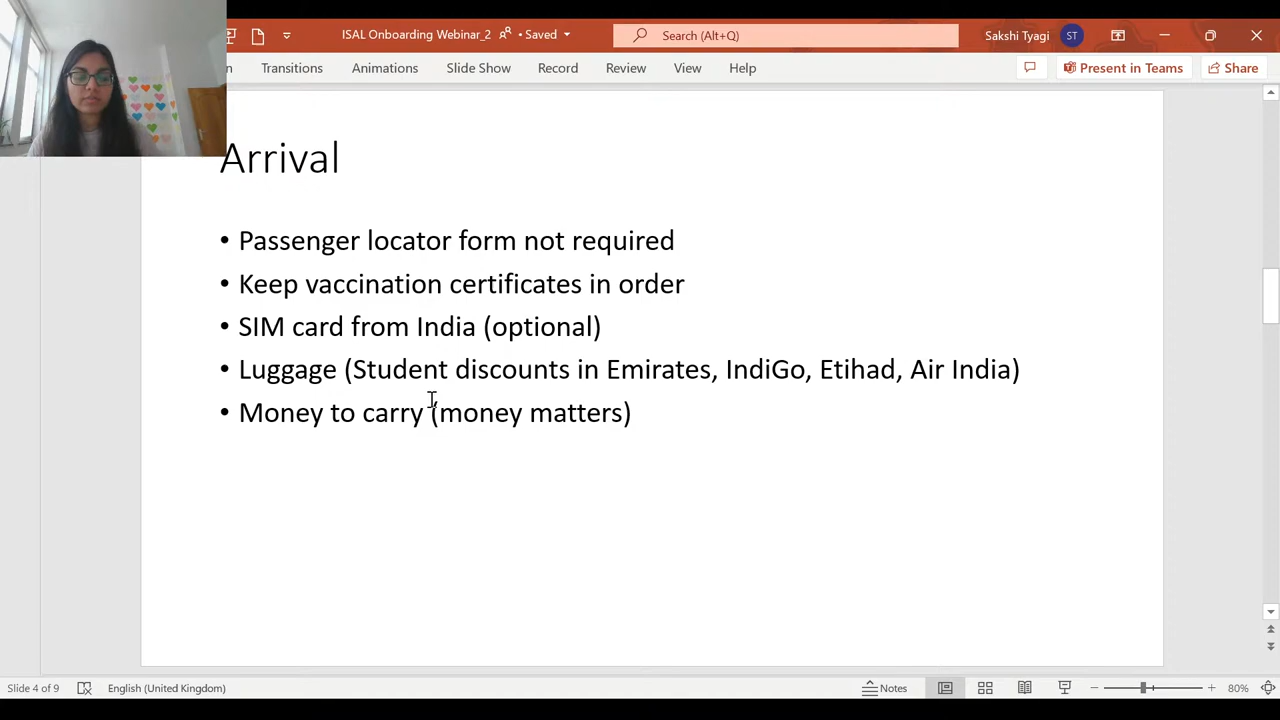 ISAL Onboarding Webinar_2 • Saved
Search (Alt+Q)
Sakshi Tyagi ST
Transitions Animations Slide Show Record Review View Help
Present in Teams Share
Arrival
• Passenger locator form not required
• Keep vaccination certificates in order
• SIM card from India (optional)
• Luggage (Student discounts in Emirates, IndiGo, Etihad, Air India)
• Money to carry (money matters)
Slide 4 of 9 English (United Kingdom) Notes 80%